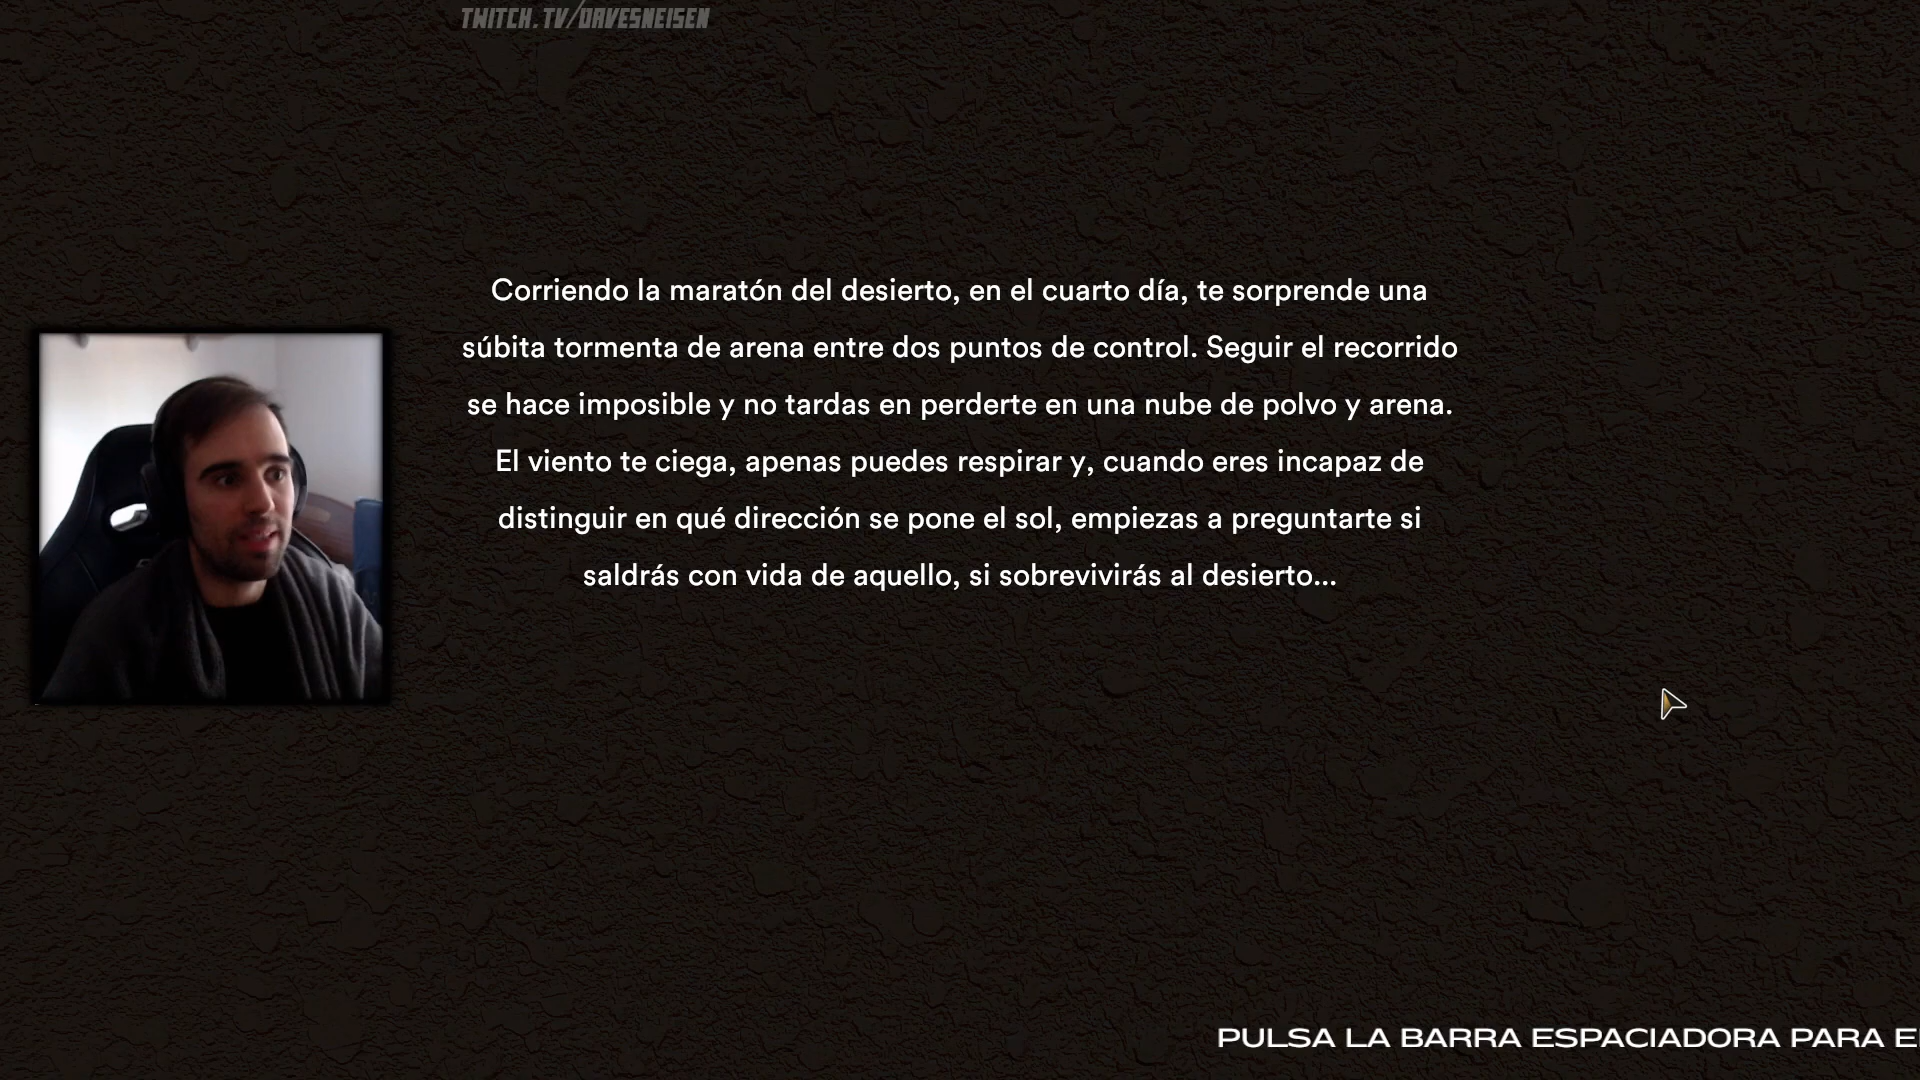 TWITCH.TV/DAVESNEISEN
Corriendo la maratón del desierto, en el cuarto día, te sorprende una
súbita tormenta de arena entre dos puntos de control. Seguir el recorrido
se hace imposible y no tardas en perderte en una nube de polvo y arena.
El viento te ciega, apenas puedes respirar y, cuando eres incapaz de
distinguir en qué dirección se pone el sol, empiezas a preguntarte si
saldrás con vida de aquello, si sobrevivirás al desierto...
PULSA LA BARRA ESPACIADORA PARA